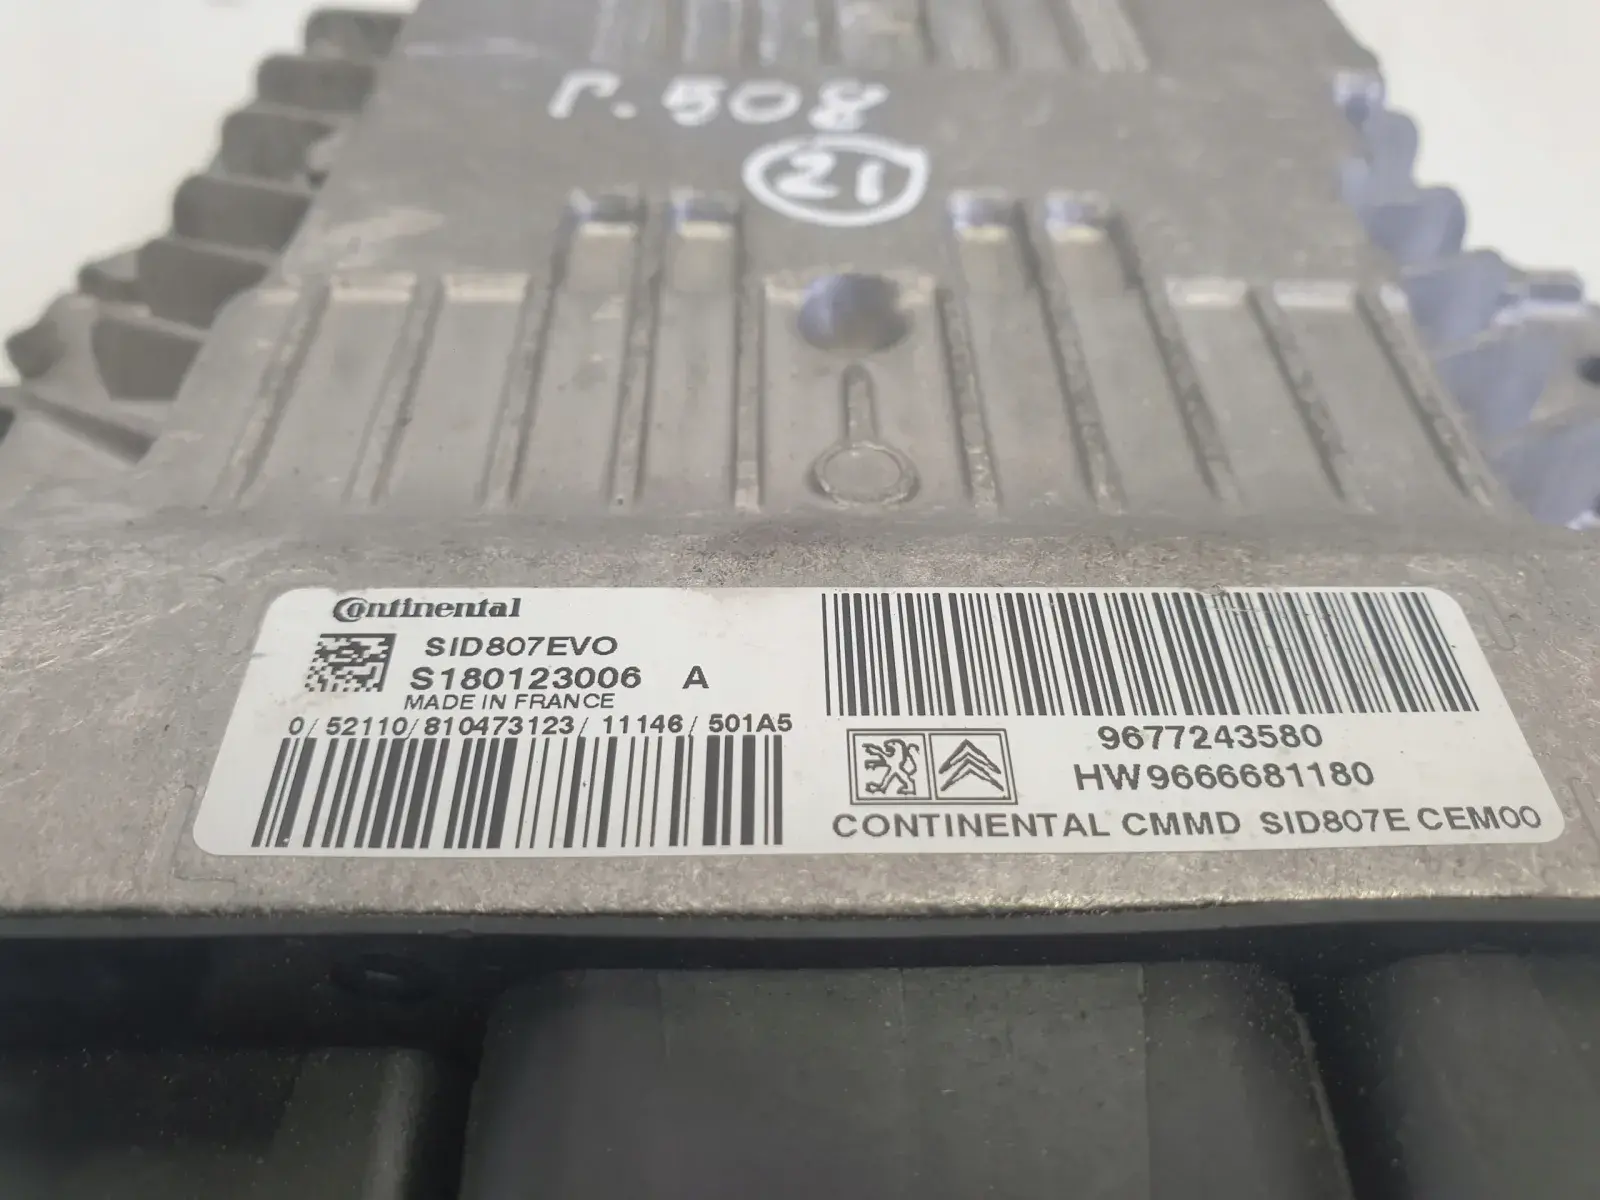 P.508
21
Continental
SID807EVO
S180123006 A
MADE IN FRANCE
0/52110/810473123/11146/501A5
9677243580
HW9666681180
CONTINENTAL CMMD SID807E CEM00